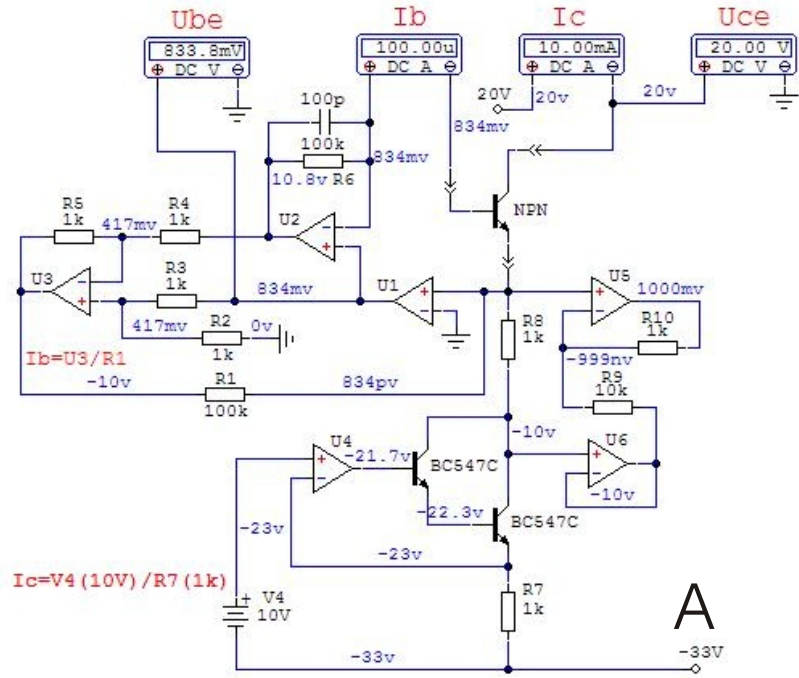 Ube Ib Ic Uce
833.8mV 100.00u 10.00mA 20.00 V
DC V DC A DC A DC V
20V 20v 20v
100p
834mv
100k
834mv
10.8v R6
NPN
R5 R4
1k 417mv 1k
U2
U3 R3 U1 U5
1k 834mv 1000mv
R2 R8 R10
417mv 0v 1k 1k
1k
Ib=U3/R1 -999nv
R1 R9
-10v 834pv 10k
100k
-10v
U4 U6
-21.7v BC547C
-10v
-22.3v BC547C
-23v
-23v
Ic=V4(10V)/R7(1k)
V4 R7
10V 1k
A
-33v -33V